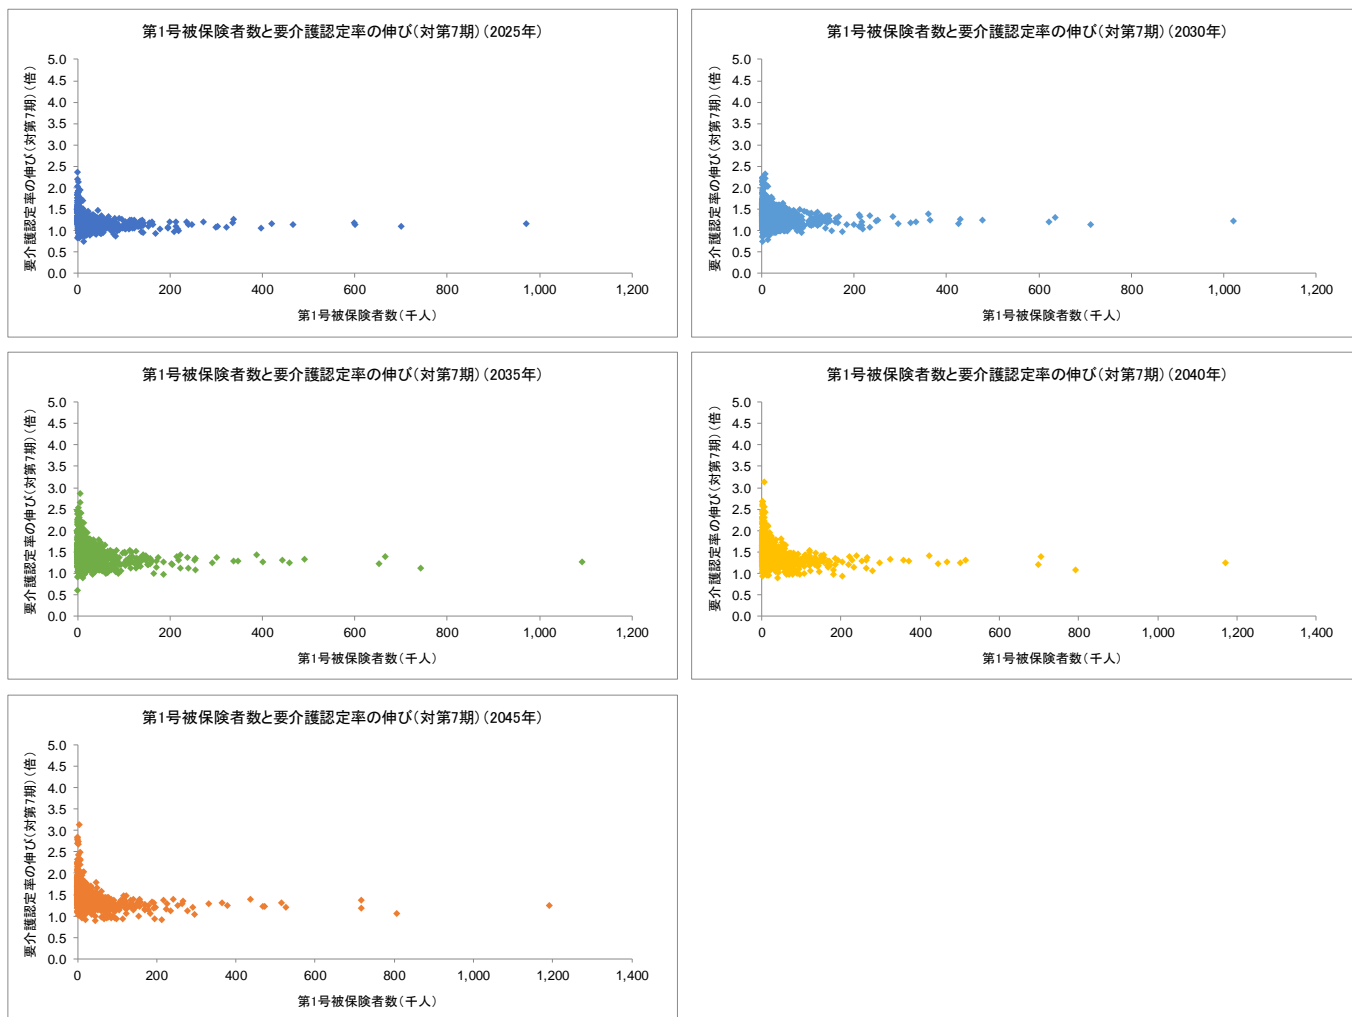 第1号被保険者数と要介護認定率の伸び(対第7期)(2025年)
要介護認定率の伸び(対第7期)(倍)
5.0
4.5
4.0
3.5
3.0
2.5
2.0
1.5
1.0
0.5
0.0
0 200 400 600 800 1,000 1,200
第1号被保険者数(千人)
第1号被保険者数と要介護認定率の伸び(対第7期)(2030年)
要介護認定率の伸び(対第7期)(倍)
5.0
4.5
4.0
3.5
3.0
2.5
2.0
1.5
1.0
0.5
0.0
0 200 400 600 800 1,000 1,200
第1号被保険者数(千人)
第1号被保険者数と要介護認定率の伸び(対第7期)(2035年)
要介護認定率の伸び(対第7期)(倍)
5.0
4.5
4.0
3.5
3.0
2.5
2.0
1.5
1.0
0.5
0.0
0 200 400 600 800 1,000 1,200
第1号被保険者数(千人)
第1号被保険者数と要介護認定率の伸び(対第7期)(2040年)
要介護認定率の伸び(対第7期)(倍)
5.0
4.5
4.0
3.5
3.0
2.5
2.0
1.5
1.0
0.5
0.0
0 200 400 600 800 1,000 1,200 1,400
第1号被保険者数(千人)
第1号被保険者数と要介護認定率の伸び(対第7期)(2045年)
要介護認定率の伸び(対第7期)(倍)
5.0
4.5
4.0
3.5
3.0
2.5
2.0
1.5
1.0
0.5
0.0
0 200 400 600 800 1,000 1,200 1,400
第1号被保険者数(千人)